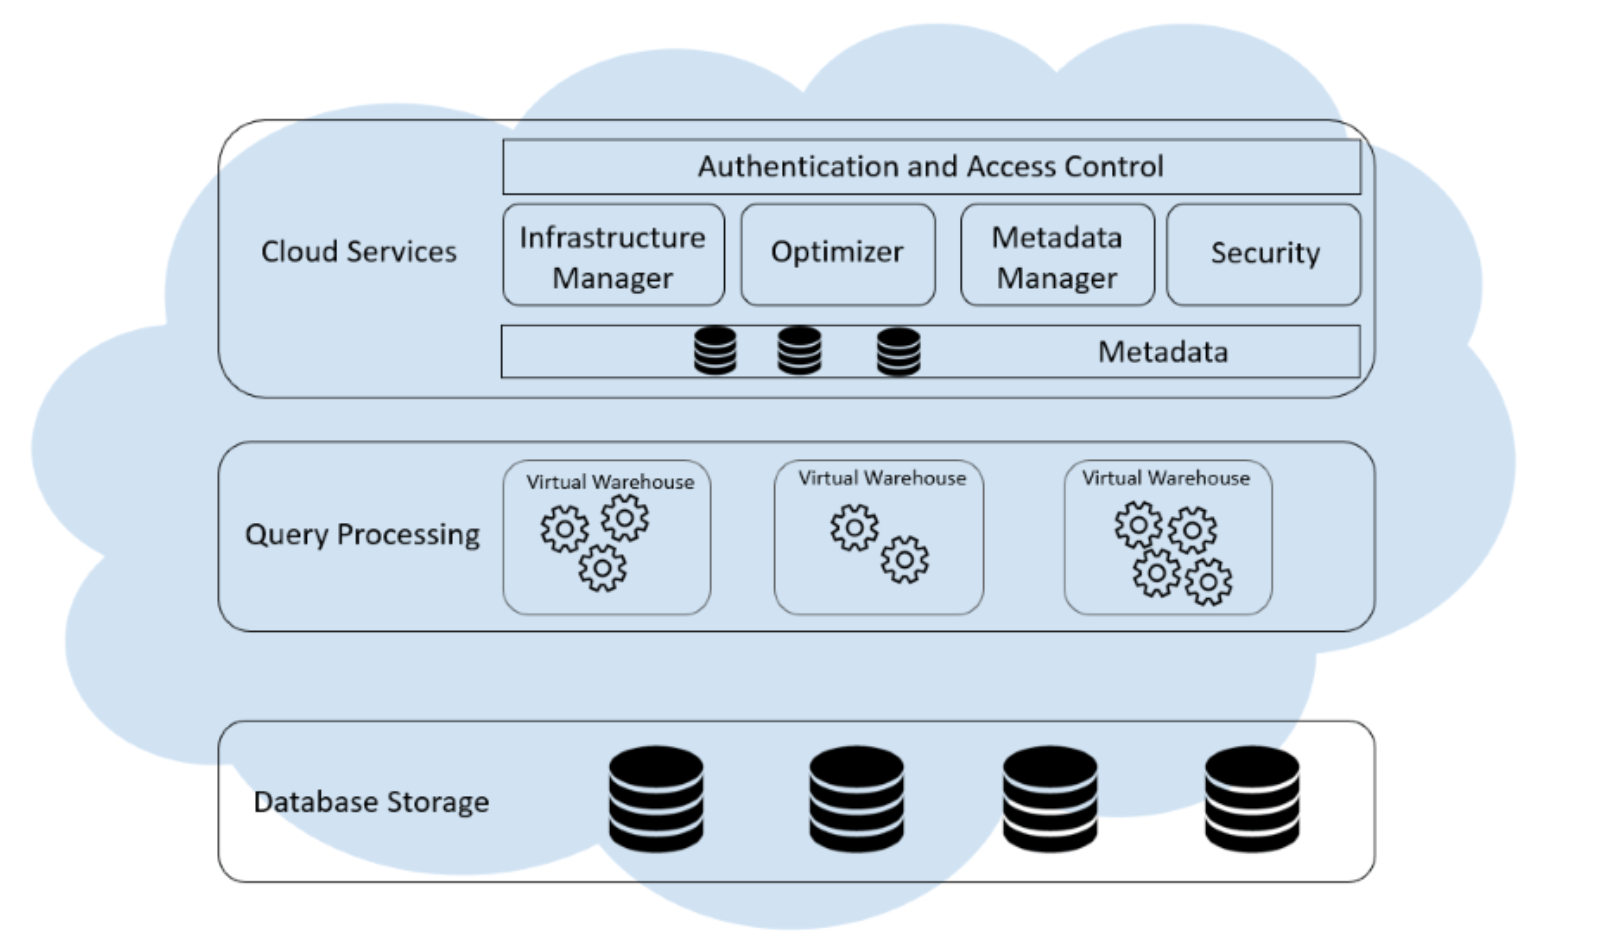 Authentication and Access Control
Cloud Services
Infrastructure
Manager
Optimizer
Metadata
Manager
Security
Metadata
Query Processing
Virtual Warehouse
Virtual Warehouse
Virtual Warehouse
Database Storage